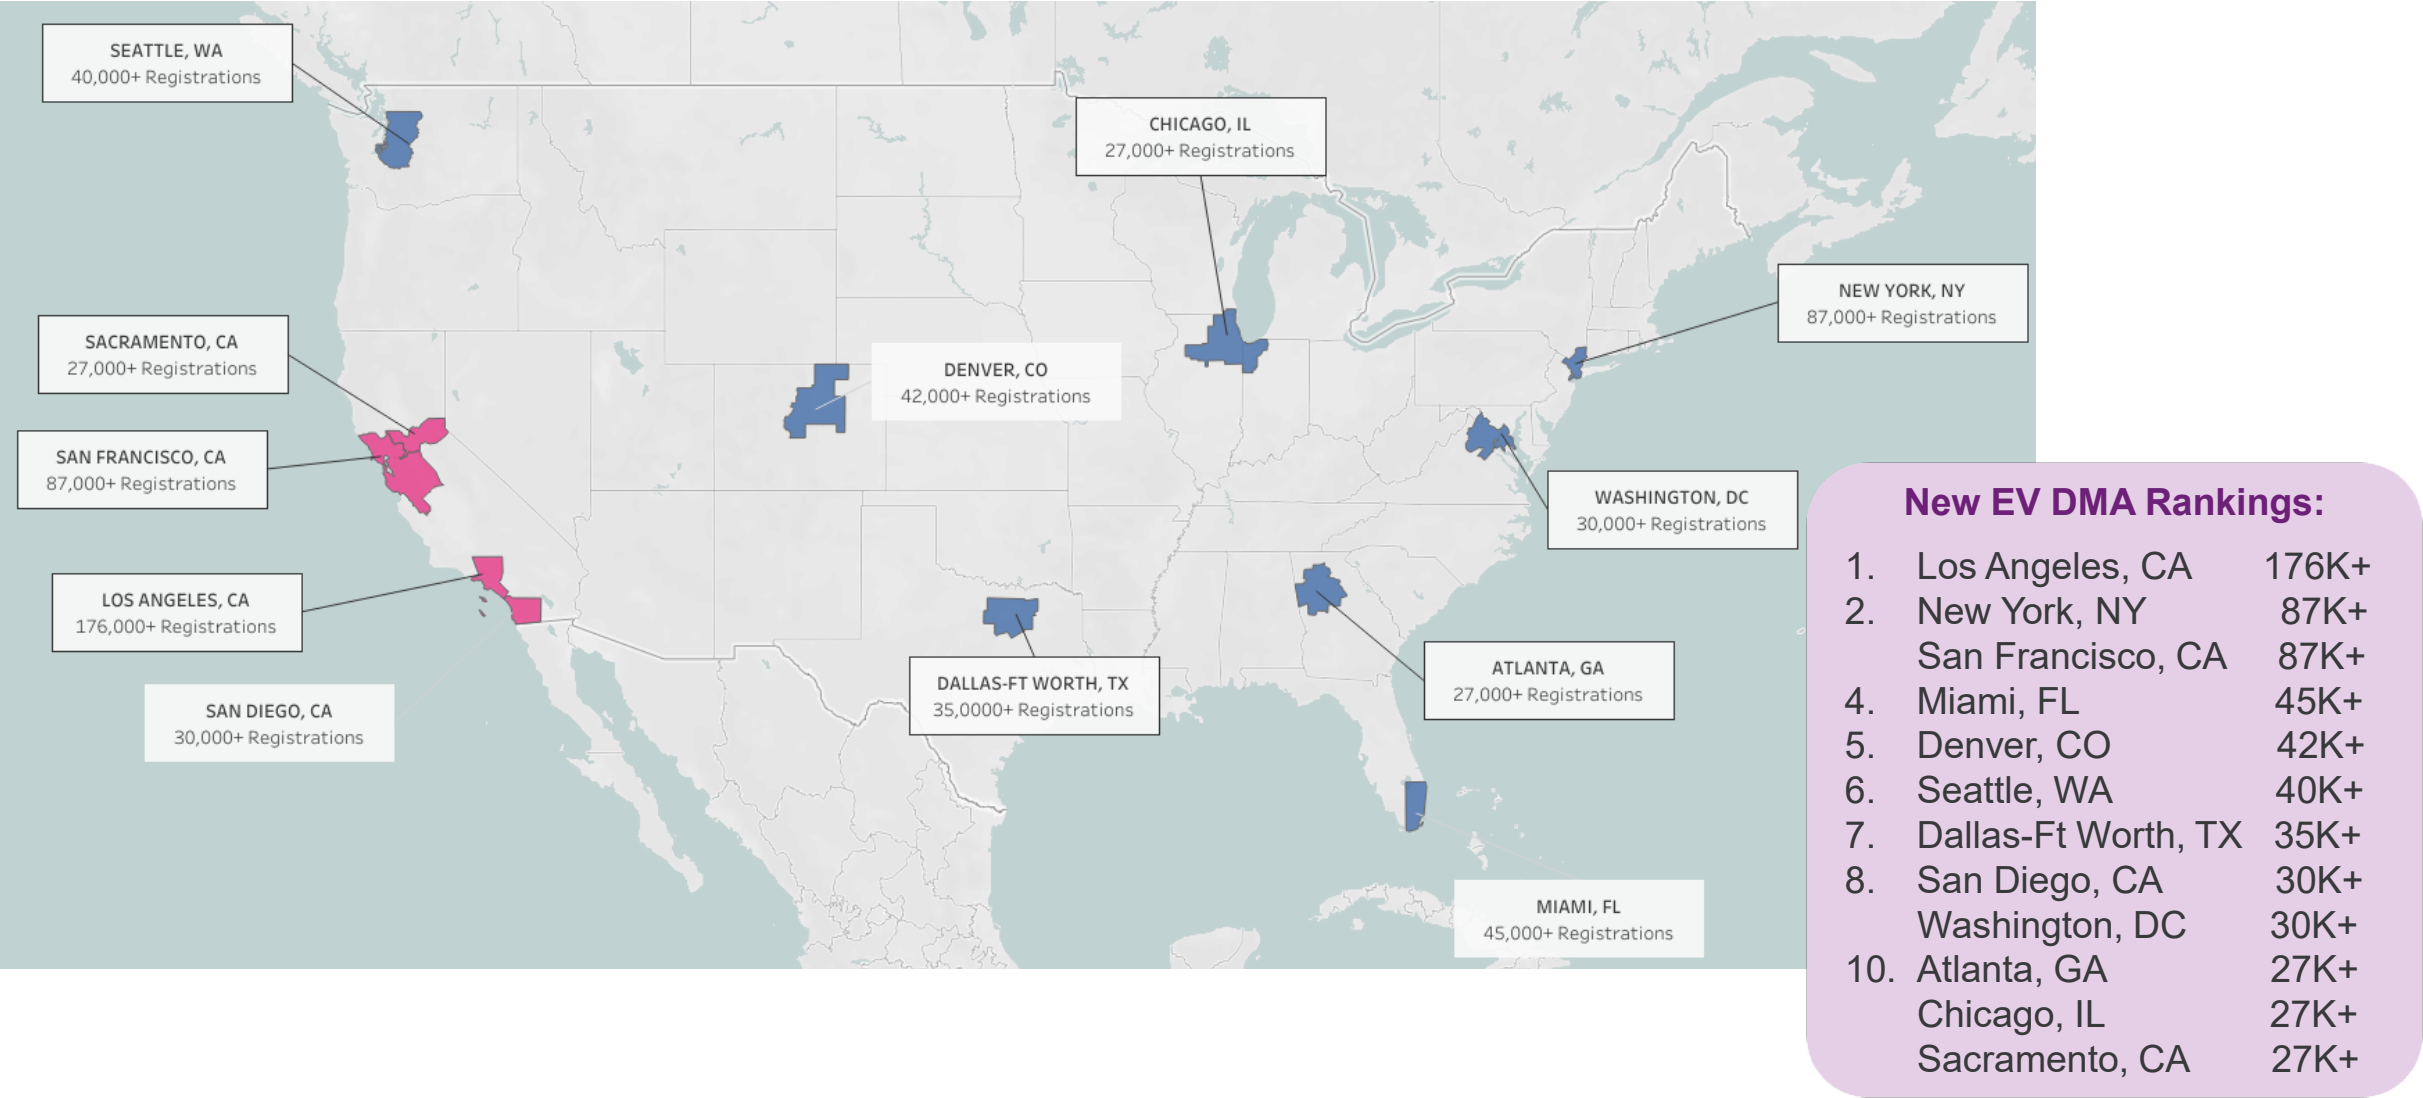 SEATTLE, WA
40,000+ Registrations
CHICAGO, IL
27,000+ Registrations
NEW YORK, NY
87,000+ Registrations
SACRAMENTO, CA
27,000+ Registrations
DENVER, CO
42,000+ Registrations
SAN FRANCISCO, CA
87,000+ Registrations
WASHINGTON, DC
30,000+ Registrations
LOS ANGELES, CA
176,000+ Registrations
DALLAS-FT WORTH, TX
35,0000+ Registrations
ATLANTA, GA
27,000+ Registrations
SAN DIEGO, CA
30,000+ Registrations
MIAMI, FL
45,000+ Registrations
New EV DMA Rankings:
1. Los Angeles, CA 176K+
2. New York, NY 87K+
San Francisco, CA 87K+
4. Miami, FL 45K+
5. Denver, CO 42K+
6. Seattle, WA 40K+
7. Dallas-Ft Worth, TX 35K+
8. San Diego, CA 30K+
Washington, DC 30K+
10. Atlanta, GA 27K+
Chicago, IL 27K+
Sacramento, CA 27K+